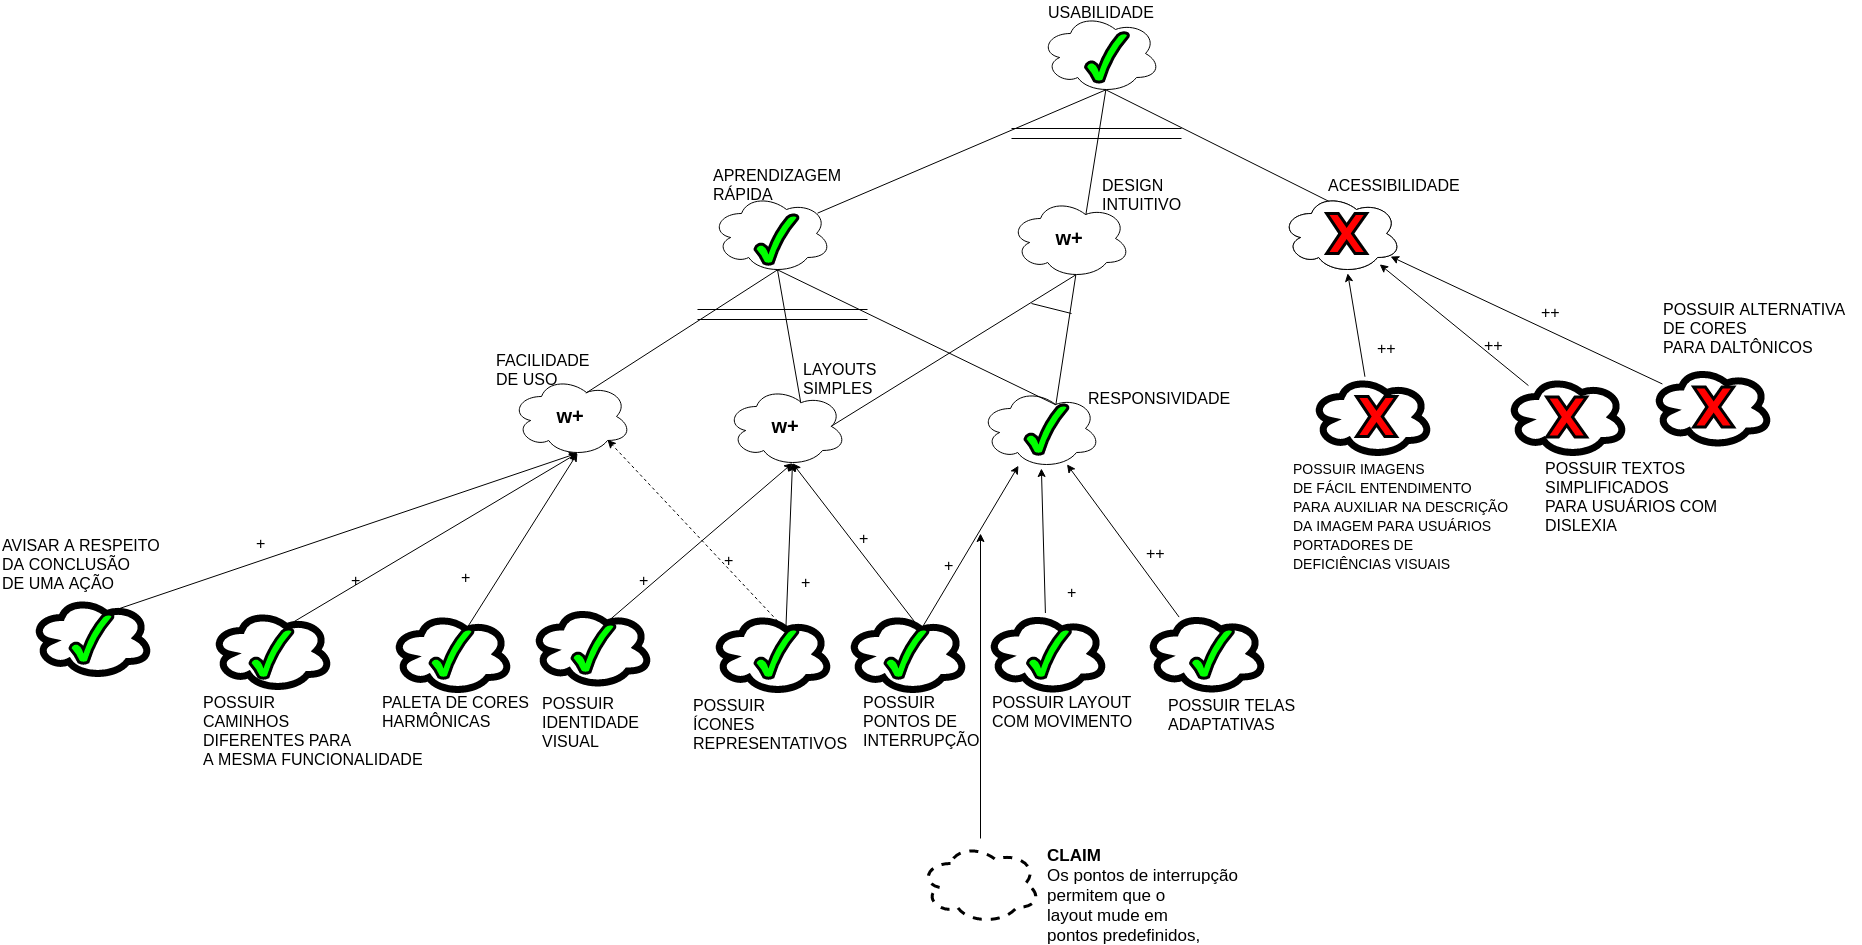 USABILIDADE
APRENDIZAGEM
RÁPIDA
DESIGN
INTUITIVO
ACESSIBILIDADE
w+
FACILIDADE
DE USO
LAYOUTS
SIMPLES
RESPONSIVIDADE
w+
w+
++
++
++
POSSUIR ALTERNATIVA
DE CORES
PARA DALTÔNICOS
X
X
X
X
POSSUIR IMAGENS
DE FÁCIL ENTENDIMENTO
PARA AUXILIAR NA DESCRIÇÃO
DA IMAGEM PARA USUÁRIOS
PORTADORES DE
DEFICIÊNCIAS VISUAIS
POSSUIR TEXTOS
SIMPLIFICADOS
PARA USUÁRIOS COM
DISLEXIA
AVISAR A RESPEITO
DA CONCLUSÃO
DE UMA AÇÃO
+
+
+
+
+
+
+
+
+
++
POSSUIR
CAMINHOS
DIFERENTES PARA
A MESMA FUNCIONALIDADE
PALETA DE CORES
HARMÔNICAS
POSSUIR
IDENTIDADE
VISUAL
POSSUIR
ÍCONES
REPRESENTATIVOS
POSSUIR
PONTOS DE
INTERRUPÇÃO
POSSUIR LAYOUT
COM MOVIMENTO
POSSUIR TELAS
ADAPTATIVAS
CLAIM
Os pontos de interrupção
permitem que o
layout mude em
pontos predefinidos,